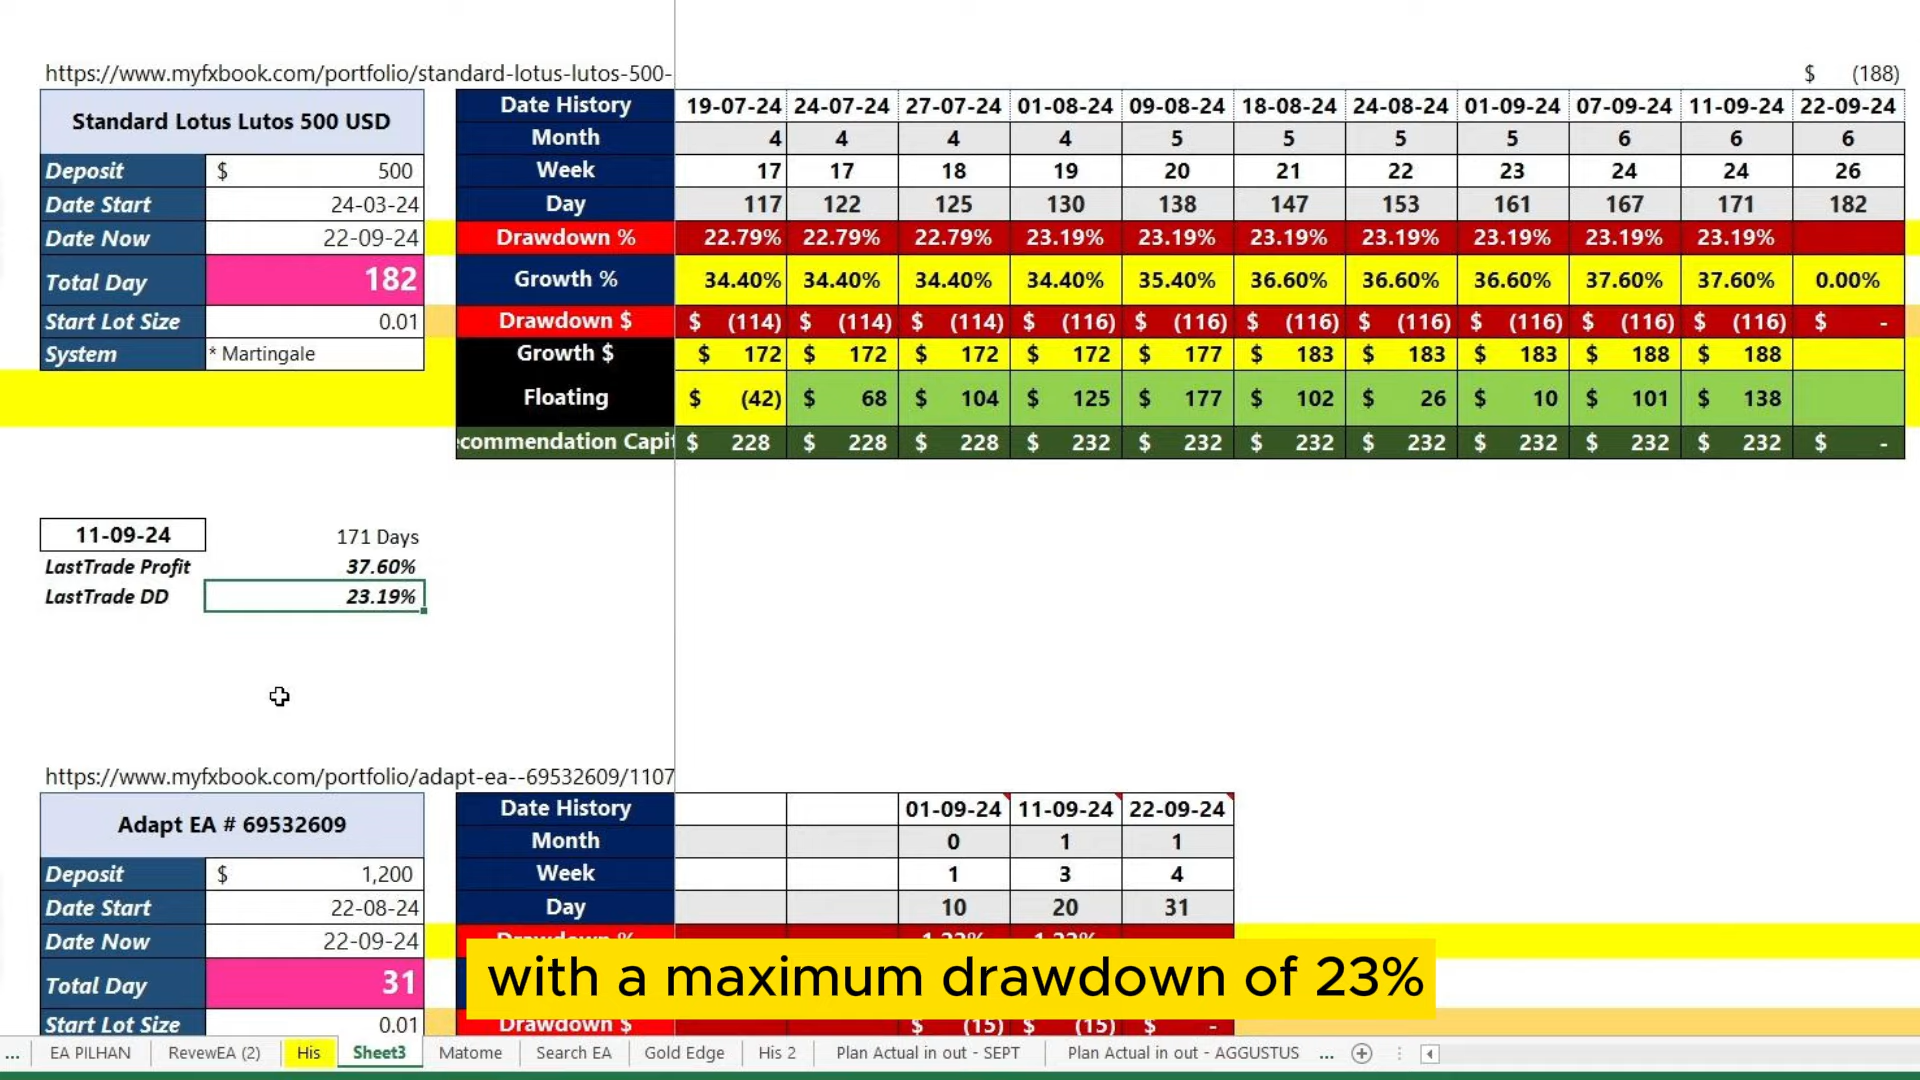 https://www.myfxbook.com/portfolio/standard-lotus-lutos-500-
$ (188)
Standard Lotus Lutos 500 USD
Deposit $ 500
Date Start 24-03-24
Date Now 22-09-24
Total Day 182
Start Lot Size 0.01
System * Martingale
Date History 19-07-24 24-07-24 27-07-24 01-08-24 09-08-24 18-08-24 24-08-24 01-09-24 07-09-24 11-09-24 22-09-24
Month 4 4 4 4 5 5 5 5 6 6 6
Week 17 17 18 19 20 21 22 23 24 24 26
Day 117 122 125 130 138 147 153 161 167 171 182
Drawdown % 22.79% 22.79% 22.79% 23.19% 23.19% 23.19% 23.19% 23.19% 23.19% 23.19%
Growth % 34.40% 34.40% 34.40% 34.40% 35.40% 36.60% 36.60% 36.60% 37.60% 37.60% 0.00%
Drawdown $ $ (114) $ (114) $ (114) $ (116) $ (116) $ (116) $ (116) $ (116) $ (116) $ (116) $ -
Growth $ $ 172 $ 172 $ 172 $ 172 $ 177 $ 183 $ 183 $ 183 $ 188 $ 188
Floating $ (42) $ 68 $ 104 $ 125 $ 177 $ 102 $ 26 $ 10 $ 101 $ 138
ecommendation Capit $ 228 $ 228 $ 228 $ 232 $ 232 $ 232 $ 232 $ 232 $ 232 $ 232 $ -
11-09-24 171 Days
LastTrade Profit 37.60%
LastTrade DD 23.19%
https://www.myfxbook.com/portfolio/adapt-ea--69532609/1107
Adapt EA # 69532609
Deposit $ 1,200
Date Start 22-08-24
Date Now 22-09-24
Total Day 31
Start Lot Size 0.01
Date History 01-09-24 11-09-24 22-09-24
Month 0 1 1
Week 1 3 4
Day 10 20 31
with a maximum drawdown of 23%
Drawdown $ $ (15) $ (15) $ -
... EA PILHAN RevewEA (2) His Sheet3 Matome Search EA Gold Edge His 2 Plan Actual in out - SEPT Plan Actual in out - AGGUSTUS ...